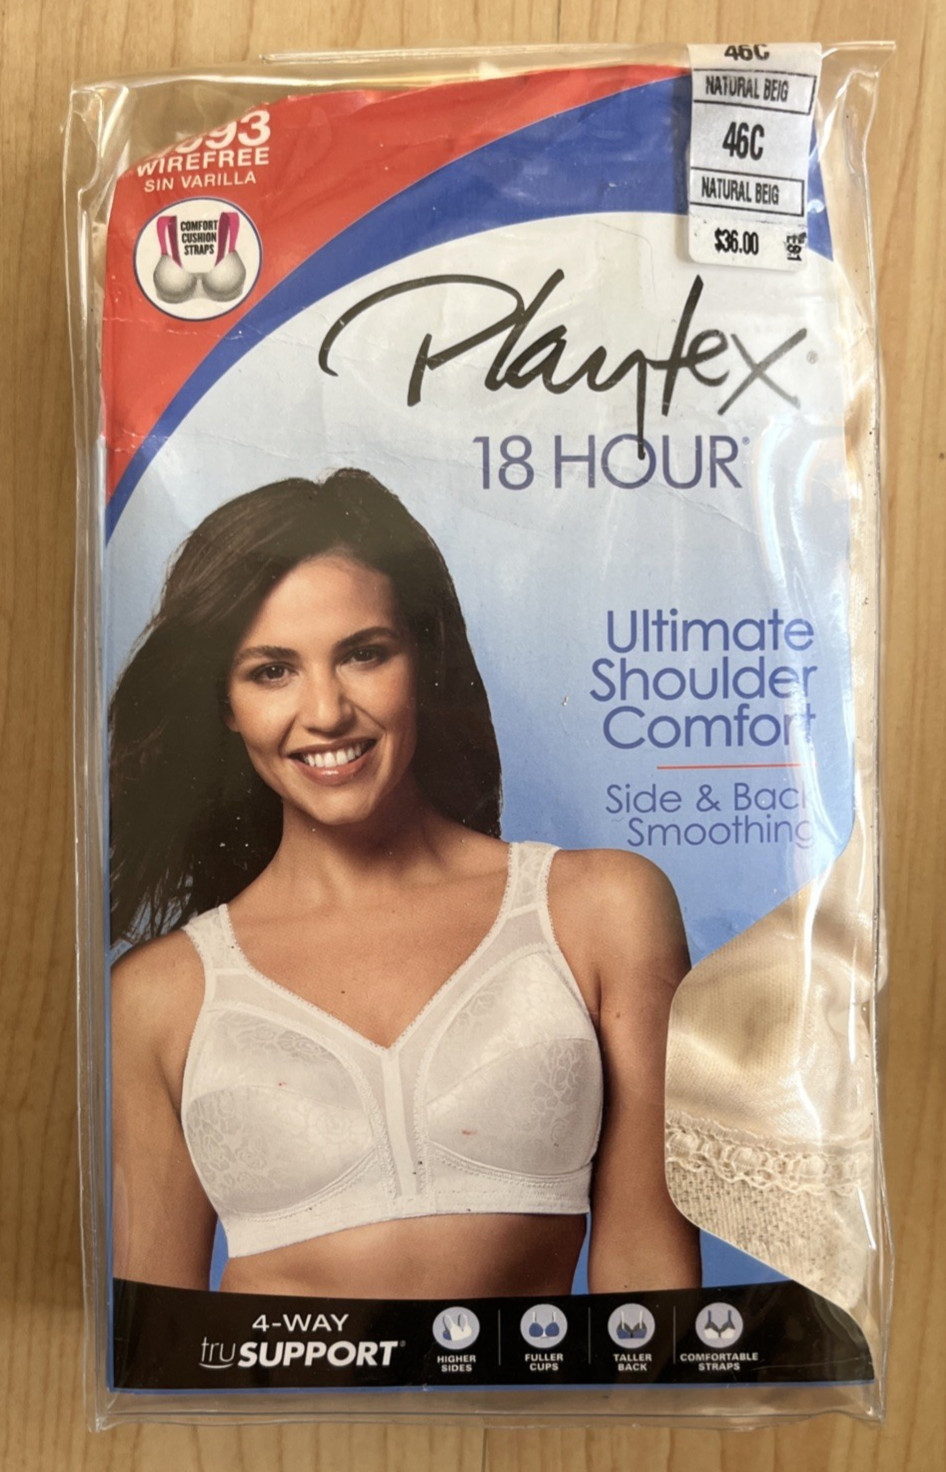 46C
NATURAL BEIG
46C
NATURAL BEIG
$36.00
WIREFREE
SIN VARILLA
COMFORT
CUSHION
STRAPS
Playtex®
18 HOUR®
Ultimate
Shoulder
Comfort
Side & Back
Smoothing
4-WAY
truSUPPORT®
HIGHER
SIDES
FULLER
CUPS
TALLER
BACK
COMFORTABLE
STRAPS